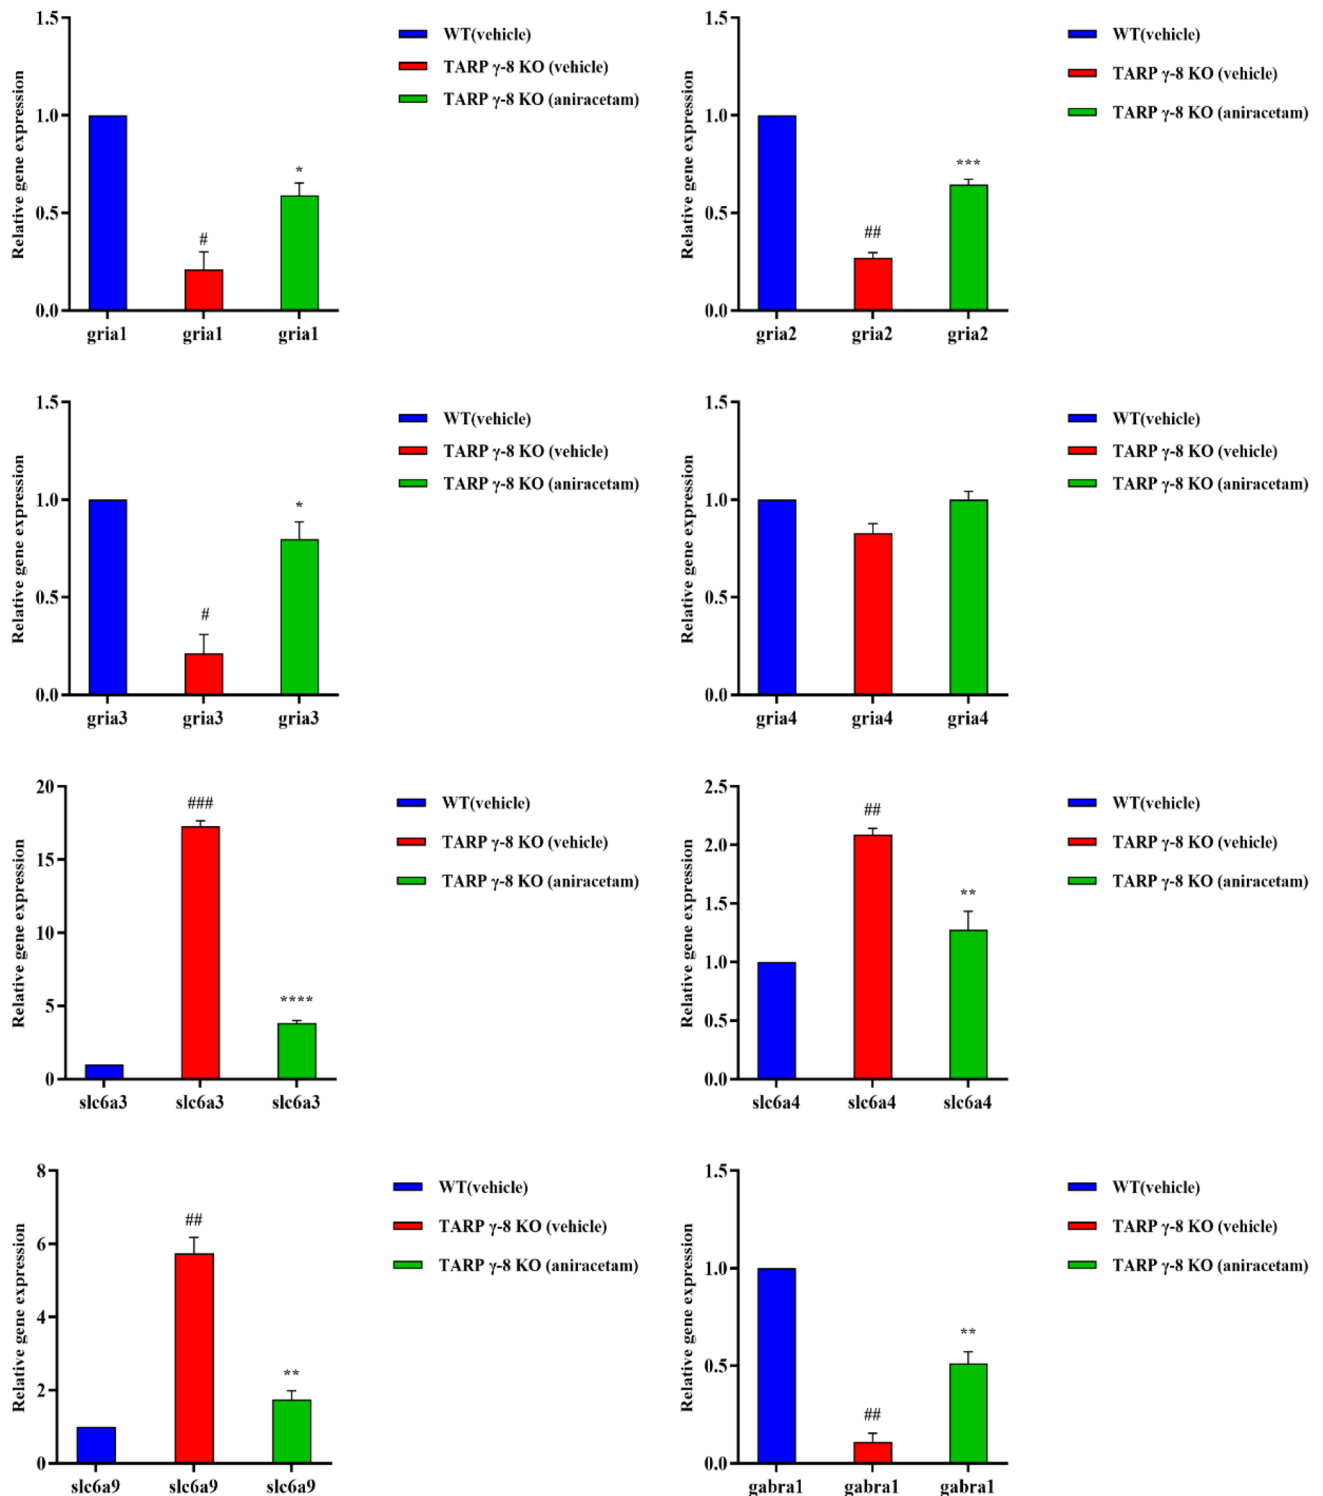 Relative gene expression
1.5
1.0
0.5
0.0
#
*
gria1 gria1 gria1
WT(vehicle)
TARP γ-8 KO (vehicle)
TARP γ-8 KO (aniracetam)
Relative gene expression
1.5
1.0
0.5
0.0
##
***
gria2 gria2 gria2
WT(vehicle)
TARP γ-8 KO (vehicle)
TARP γ-8 KO (aniracetam)
Relative gene expression
1.5
1.0
0.5
0.0
#
*
gria3 gria3 gria3
WT(vehicle)
TARP γ-8 KO (vehicle)
TARP γ-8 KO (aniracetam)
Relative gene expression
1.5
1.0
0.5
0.0
gria4 gria4 gria4
WT(vehicle)
TARP γ-8 KO (vehicle)
TARP γ-8 KO (aniracetam)
Relative gene expression
20
15
10
5
0
###
****
slc6a3 slc6a3 slc6a3
WT(vehicle)
TARP γ-8 KO (vehicle)
TARP γ-8 KO (aniracetam)
Relative gene expression
2.5
2.0
1.5
1.0
0.5
0.0
##
**
slc6a4 slc6a4 slc6a4
WT(vehicle)
TARP γ-8 KO (vehicle)
TARP γ-8 KO (aniracetam)
Relative gene expression
8
6
4
2
0
##
**
slc6a9 slc6a9 slc6a9
WT(vehicle)
TARP γ-8 KO (vehicle)
TARP γ-8 KO (aniracetam)
Relative gene expression
1.5
1.0
0.5
0.0
##
**
gabra1 gabra1 gabra1
WT(vehicle)
TARP γ-8 KO (vehicle)
TARP γ-8 KO (aniracetam)